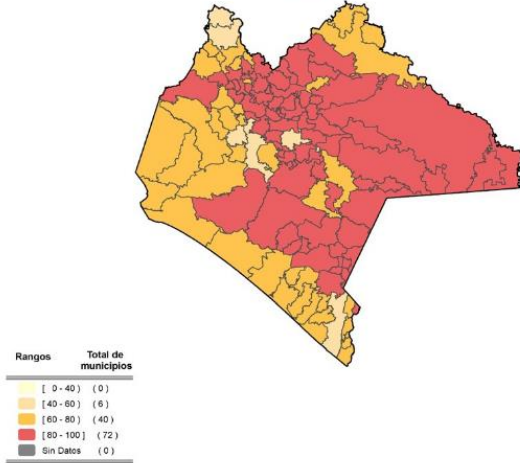 Rangos Total de municipios
[ 0 - 40 ) ( 0 )
[ 40 - 60 ) ( 6 )
[ 60 - 80 ) ( 40 )
[ 80 - 100 ] ( 72 )
Sin Datos ( 0 )